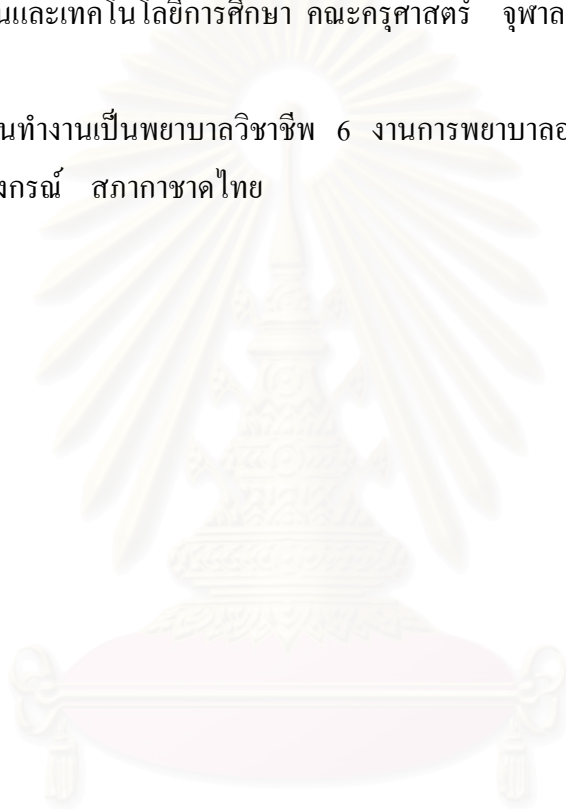 นและเทคโนโลยีการศึกษา คณะครุศาสตร์ จุฬาล
นทำงานเป็นพยาบาลวิชาชีพ 6 งานการพยาบาลอ
งกรณ์ สภากาชาดไทย